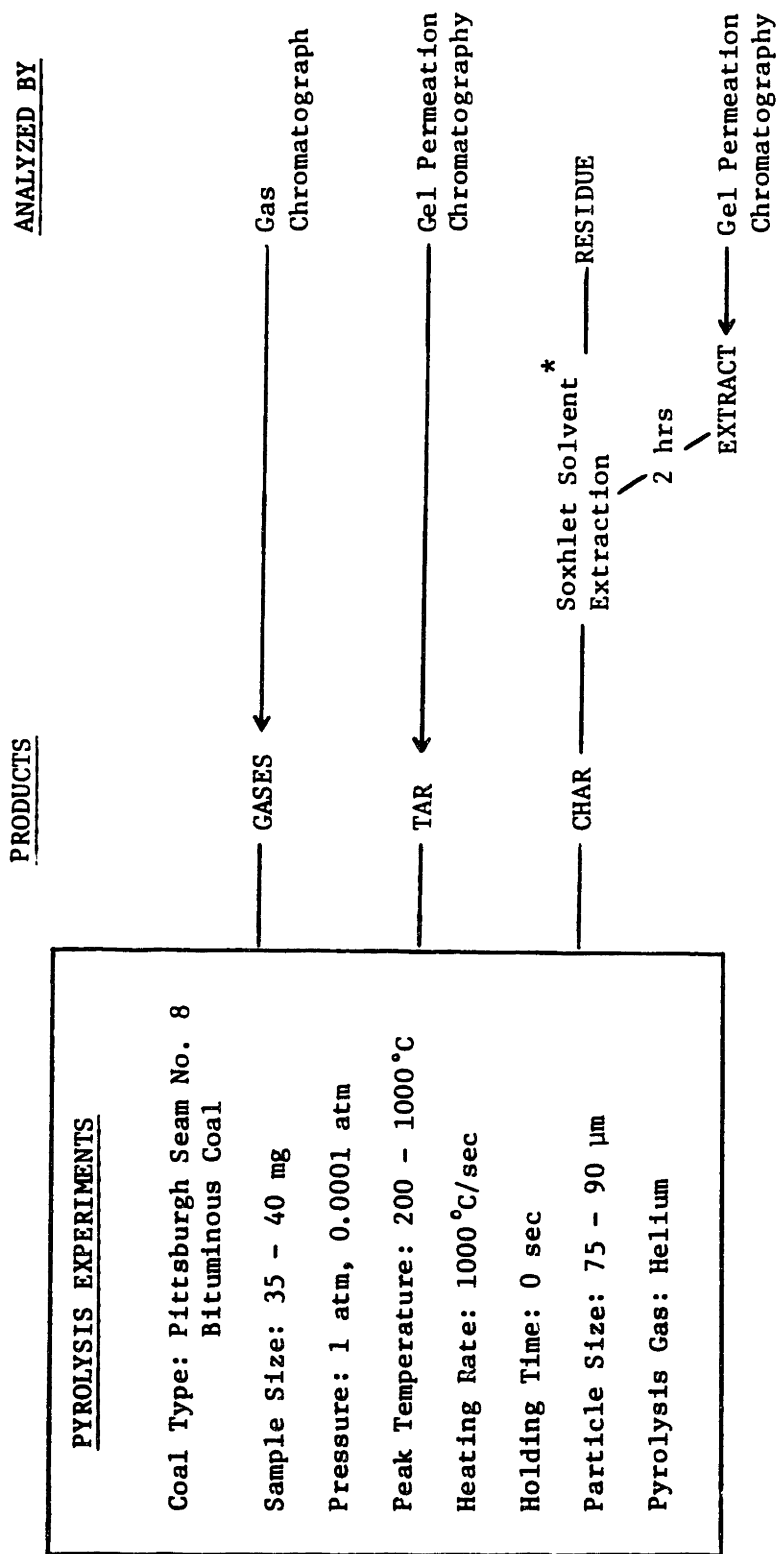 PYROLYSIS EXPERIMENTS
Coal Type: Pittsburgh Seam No. 8
Bituminous Coal
Sample Size: 35 - 40 mg
Pressure: 1 atm, 0.0001 atm
Peak Temperature: 200 - 1000°C
Heating Rate: 1000°C/sec
Holding Time: 0 sec
Particle Size: 75 - 90 μm
Pyrolysis Gas: Helium
PRODUCTS
GASES
TAR
CHAR
Soxhlet Solvent*
Extraction
2 hrs
RESIDUE
EXTRACT
ANALYZED BY
Gas
Chromatograph
Gel Permeation
Chromatography
Gel Permeation
Chromatography